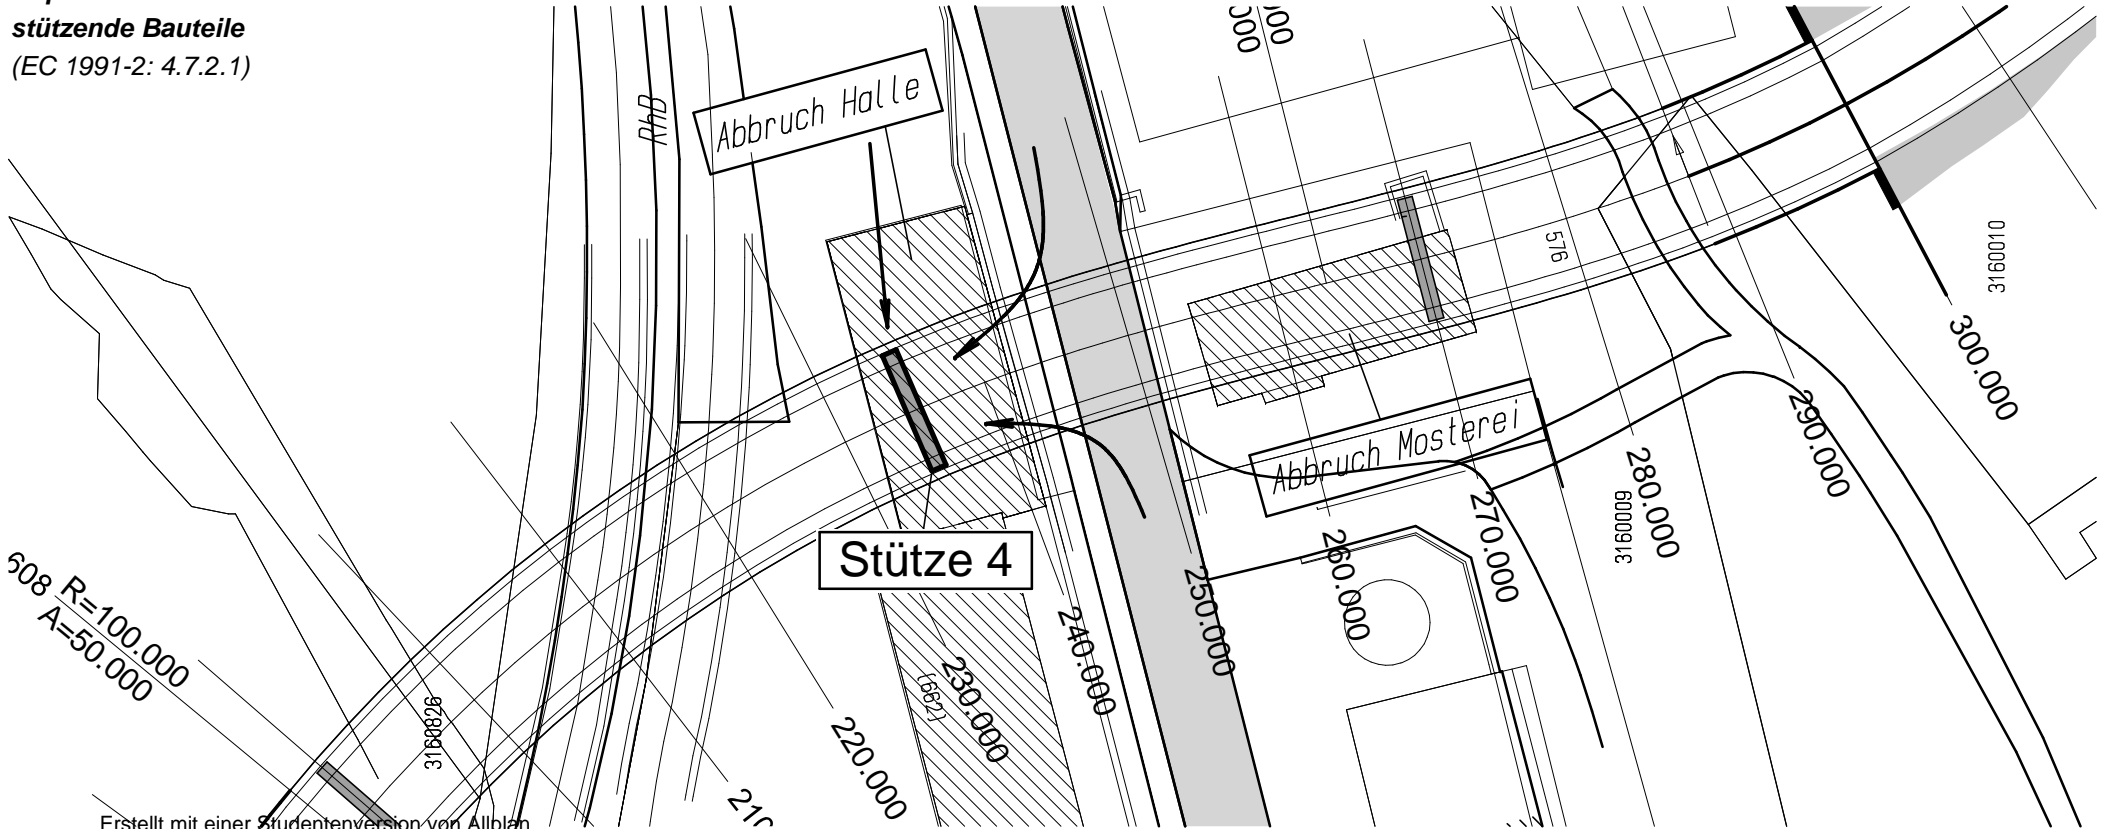 stützende Bauteile
(EC 1991-2: 4.7.2.1)
RhB
Abbruch Halle
576
3160010
300.000
290.000
Abbruch Mosterei
280.000
3160009
270.000
260.000
250.000
Stütze 4
240.000
230.000
(662)
220.000
608
R=100.000
A=50.000
3160826
Erstellt mit einer Studentenversion von Allplan